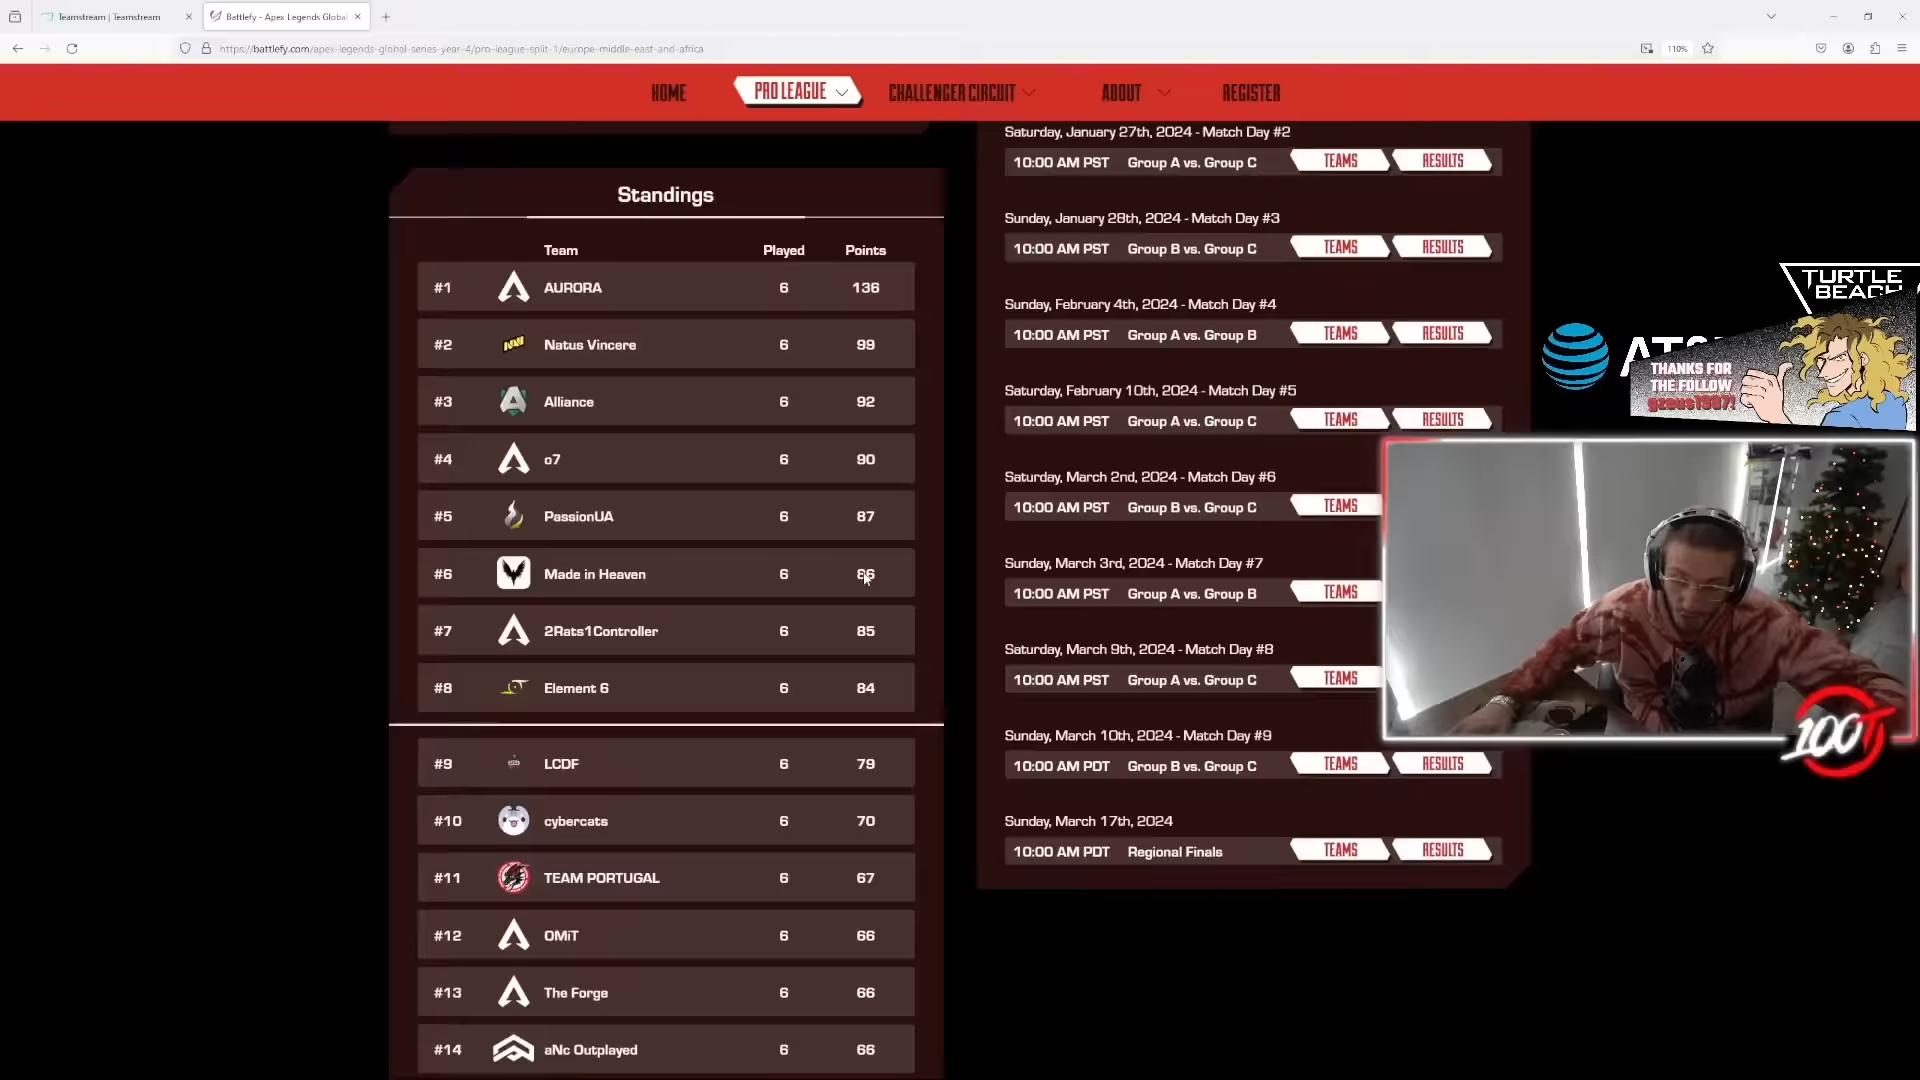 Teamstream | Teamstream
Battlefy - Apex Legends Global
https://battlefy.com/apex-legends-global-series-year-4/pro-league-split-1/europe-middle-east-and-africa
110%
HOME
PRO LEAGUE
CHALLENGER CIRCUIT
ABOUT
REGISTER
Standings
Team Played Points
#1 AURORA 6 136
#2 Natus Vincere 6 99
#3 Alliance 6 92
#4 o7 6 90
#5 PassionUA 6 87
#6 Made in Heaven 6 86
#7 2Rats1Controller 6 85
#8 Element 6 6 84
#9 LCDF 6 79
#10 cybercats 6 70
#11 TEAM PORTUGAL 6 67
#12 OMiT 6 66
#13 The Forge 6 66
#14 aNc Outplayed 6 66
Saturday, January 27th, 2024 - Match Day #2
10:00 AM PST Group A vs. Group C TEAMS RESULTS
Sunday, January 28th, 2024 - Match Day #3
10:00 AM PST Group B vs. Group C TEAMS RESULTS
Sunday, February 4th, 2024 - Match Day #4
10:00 AM PST Group A vs. Group B TEAMS RESULTS
Saturday, February 10th, 2024 - Match Day #5
10:00 AM PST Group A vs. Group C TEAMS RESULTS
Saturday, March 2nd, 2024 - Match Day #6
10:00 AM PST Group B vs. Group C TEAMS
Sunday, March 3rd, 2024 - Match Day #7
10:00 AM PST Group A vs. Group B TEAMS
Saturday, March 9th, 2024 - Match Day #8
10:00 AM PST Group A vs. Group C TEAMS
Sunday, March 10th, 2024 - Match Day #9
10:00 AM PDT Group B vs. Group C TEAMS RESULTS
Sunday, March 17th, 2024
10:00 AM PDT Regional Finals TEAMS RESULTS
TURTLE
BEACH
THANKS FOR
THE FOLLOW
gzeus1987!
100T